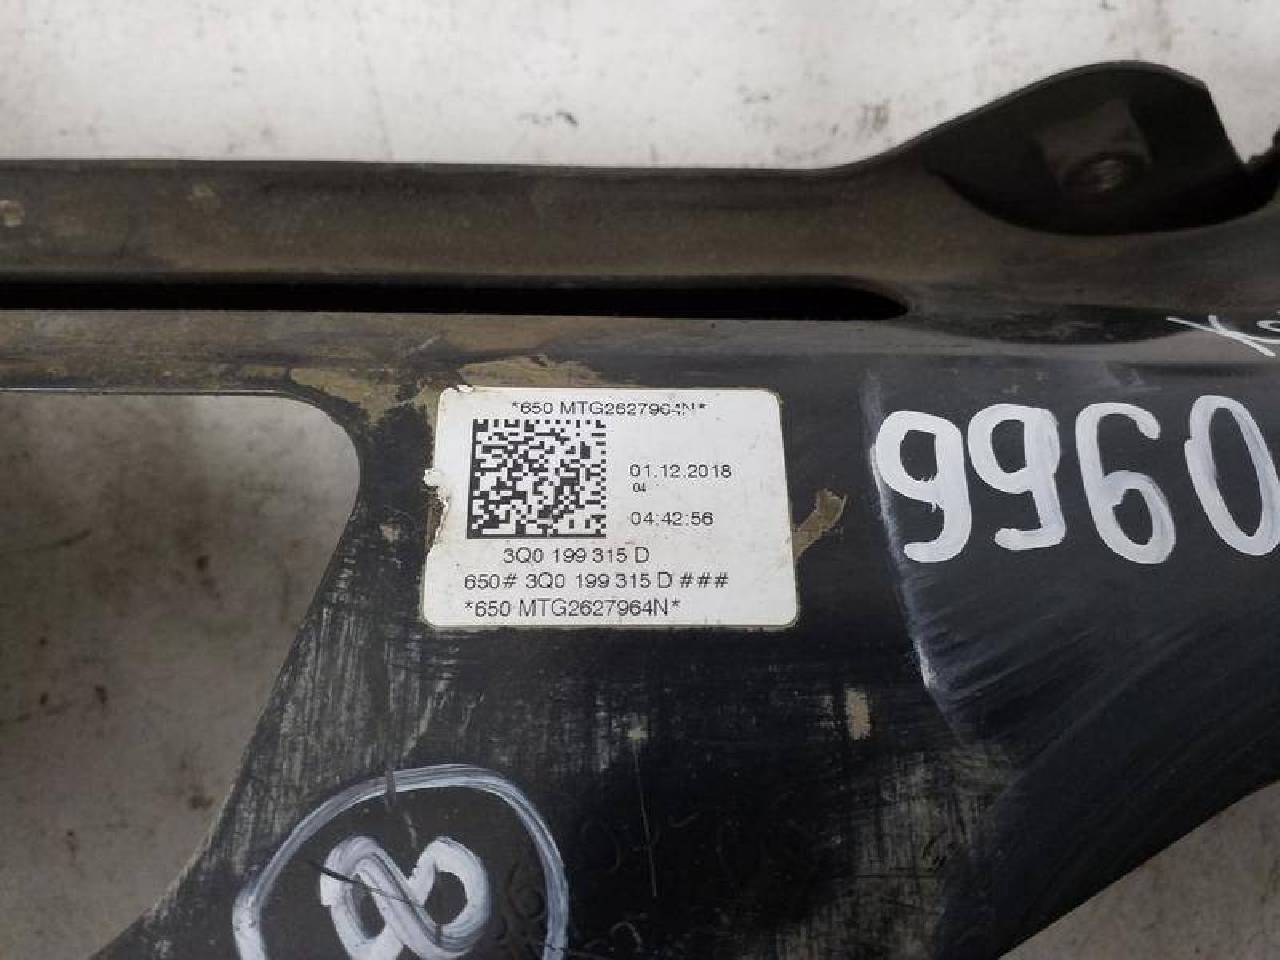 *650 MTG2627964N*
01.12.2018
04
04:42:56
3Q0 199 315 D
650# 3Q0 199 315 D ###
*650 MTG2627964N*
9960
8